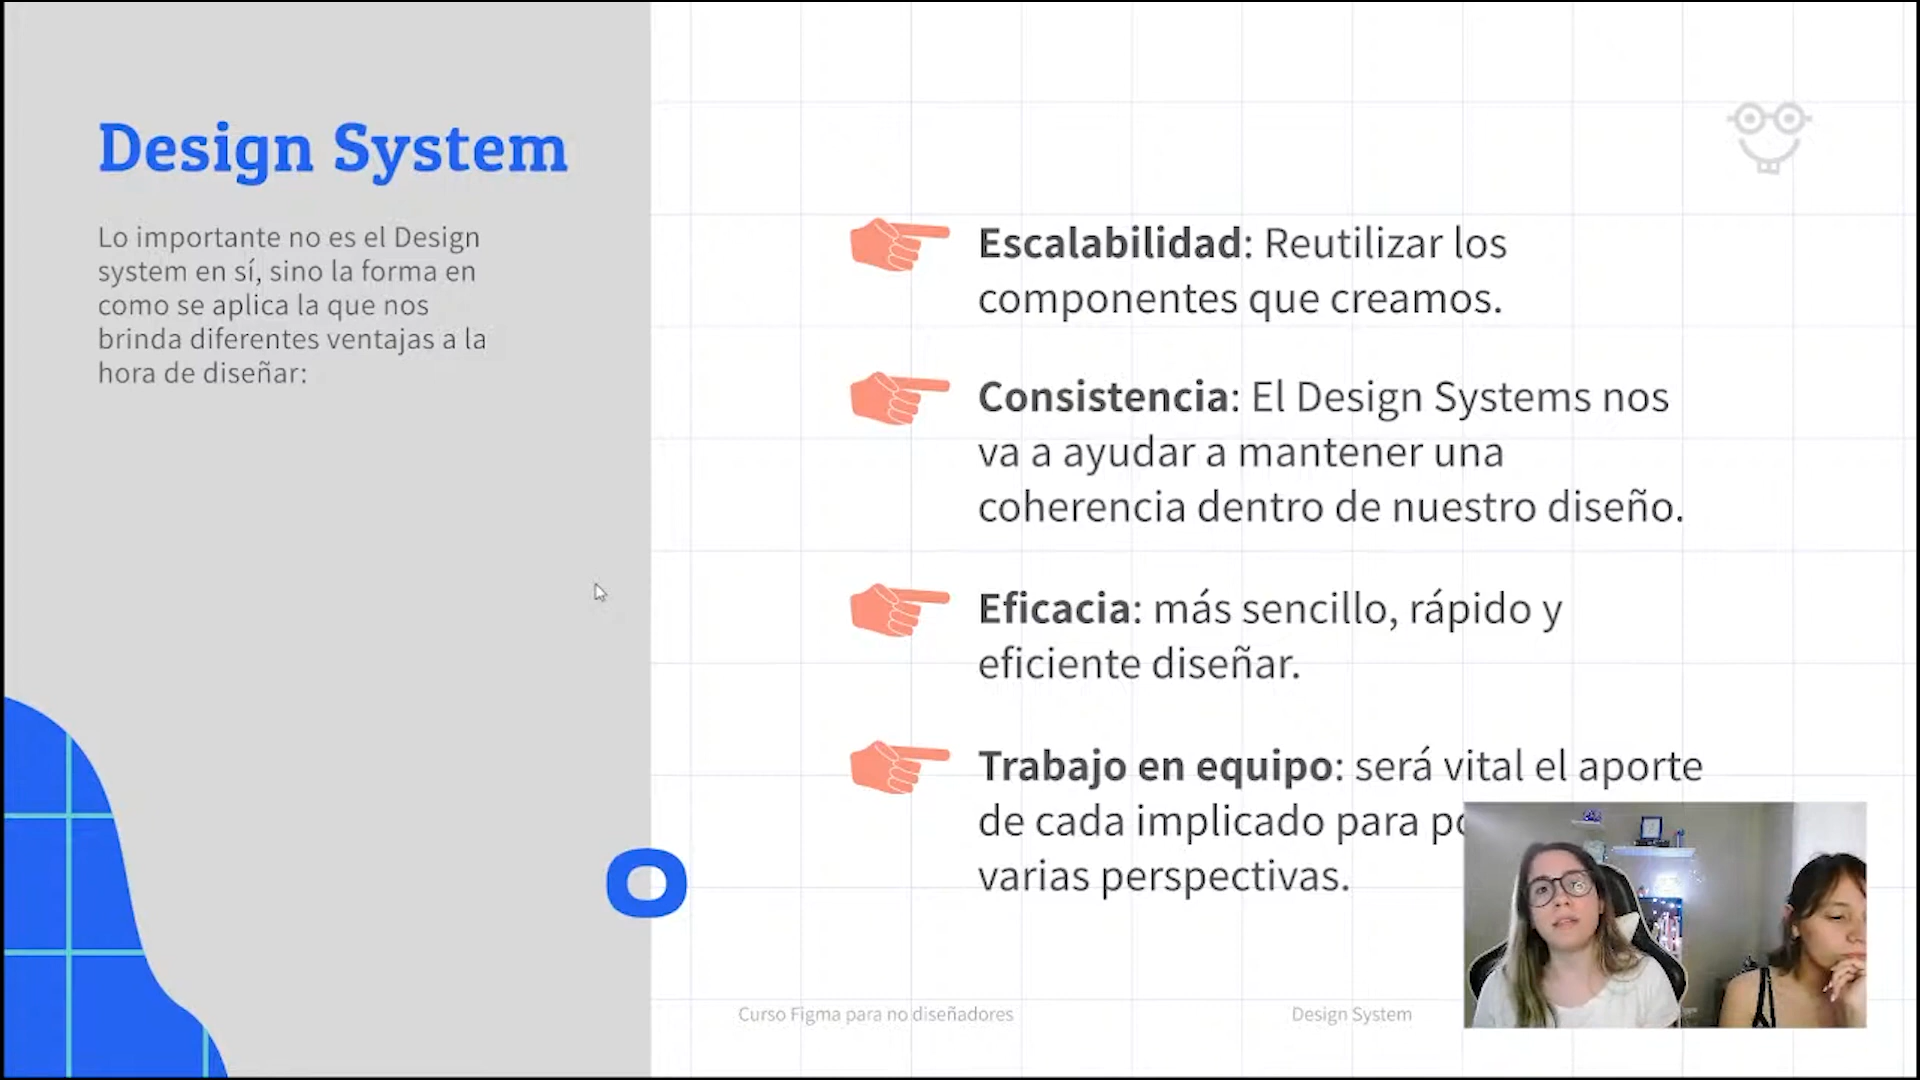 Design System
Lo importante no es el Design
system en sí, sino la forma en
como se aplica la que nos
brinda diferentes ventajas a la
hora de diseñar:
Escalabilidad: Reutilizar los
componentes que creamos.
Consistencia: El Design Systems nos
va a ayudar a mantener una
coherencia dentro de nuestro diseño.
Eficacia: más sencillo, rápido y
eficiente diseñar.
Trabajo en equipo: será vital el aporte
de cada implicado para
varias perspectivas.
Curso Figma para no diseñadores
Design System